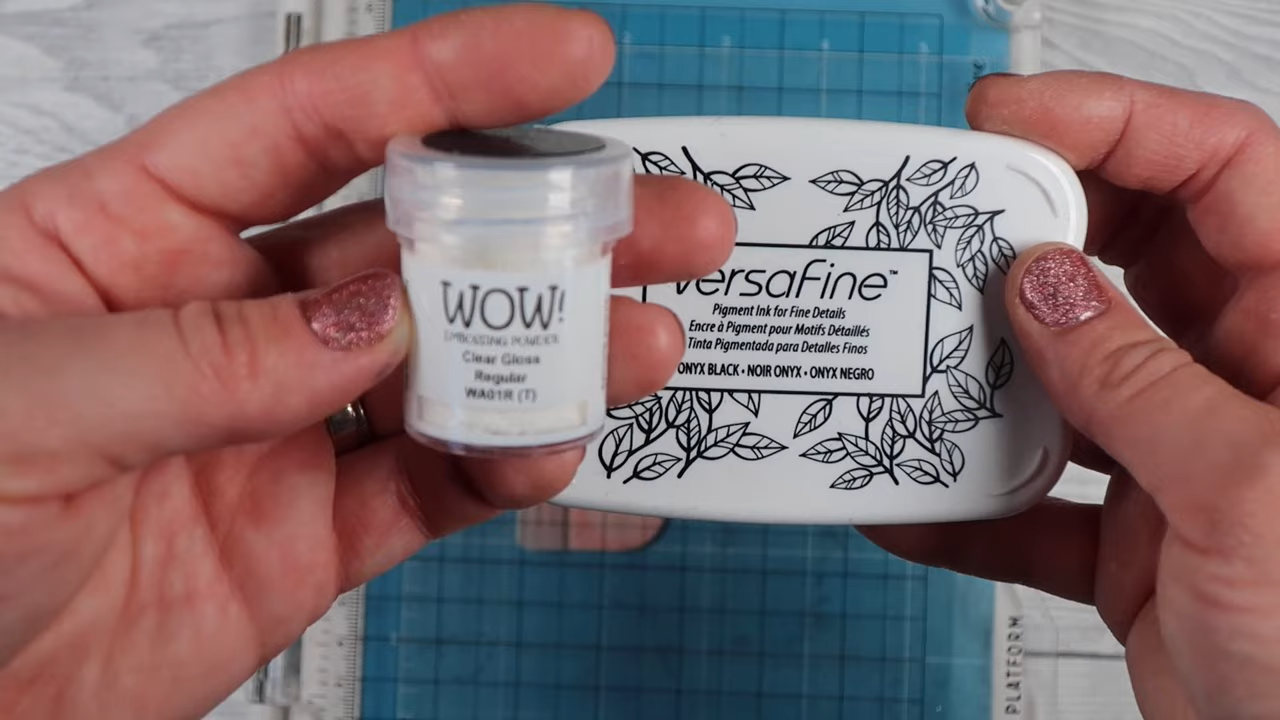 WOW!
EMBOSSING POWDER
Clear Gloss
Regular
WA01R (T)
VersaFine™
Pigment Ink for Fine Details
Encre à Pigment pour Motifs Détaillés
Tinta Pigmentada para Detalles Finos
ONYX BLACK • NOIR ONYX • ONYX NEGRO
PLATFORM